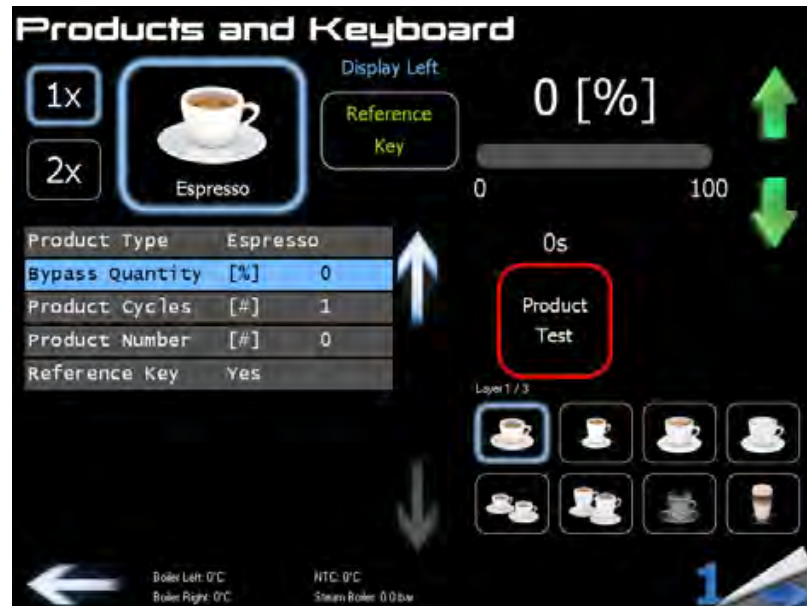 Products and Keyboard
1x
2x
Espresso
Display Left
Reference
Key
0 [%]
0 100
Product Type Espresso
Bypass Quantity [%] 0
Product Cycles [#] 1
Product Number [#] 0
Reference Key Yes
0s
Product
Test
Layer 1 / 3
Boiler Left: 0°C NTC: 0°C
Boiler Right: 0°C Steam Boiler: 0.0 bar
1